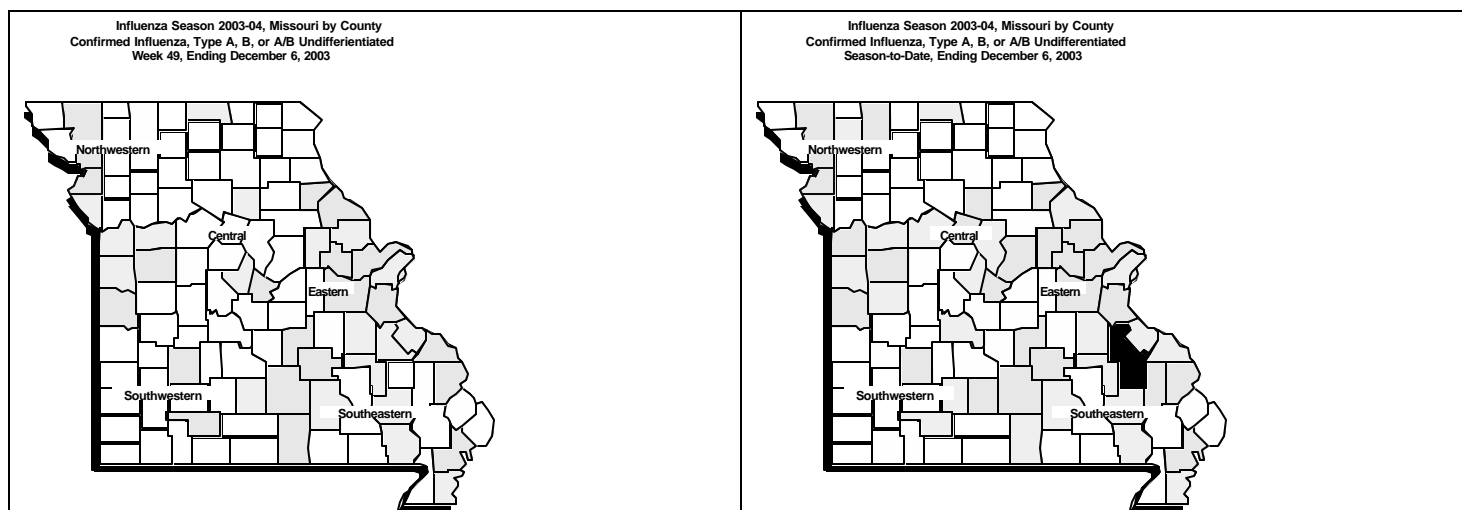 Influenza Season 2003-04, Missouri by County
Confirmed Influenza, Type A, B, or A/B Undifferientiated
Week 49, Ending December 6, 2003
Northwestern
Central
Eastern
Southwestern
Southeastern
Influenza Season 2003-04, Missouri by County
Confirmed Influenza, Type A, B, or A/B Undifferentiated
Season-to-Date, Ending December 6, 2003
Northwestern
Central
Eastern
Southwestern
Southeastern